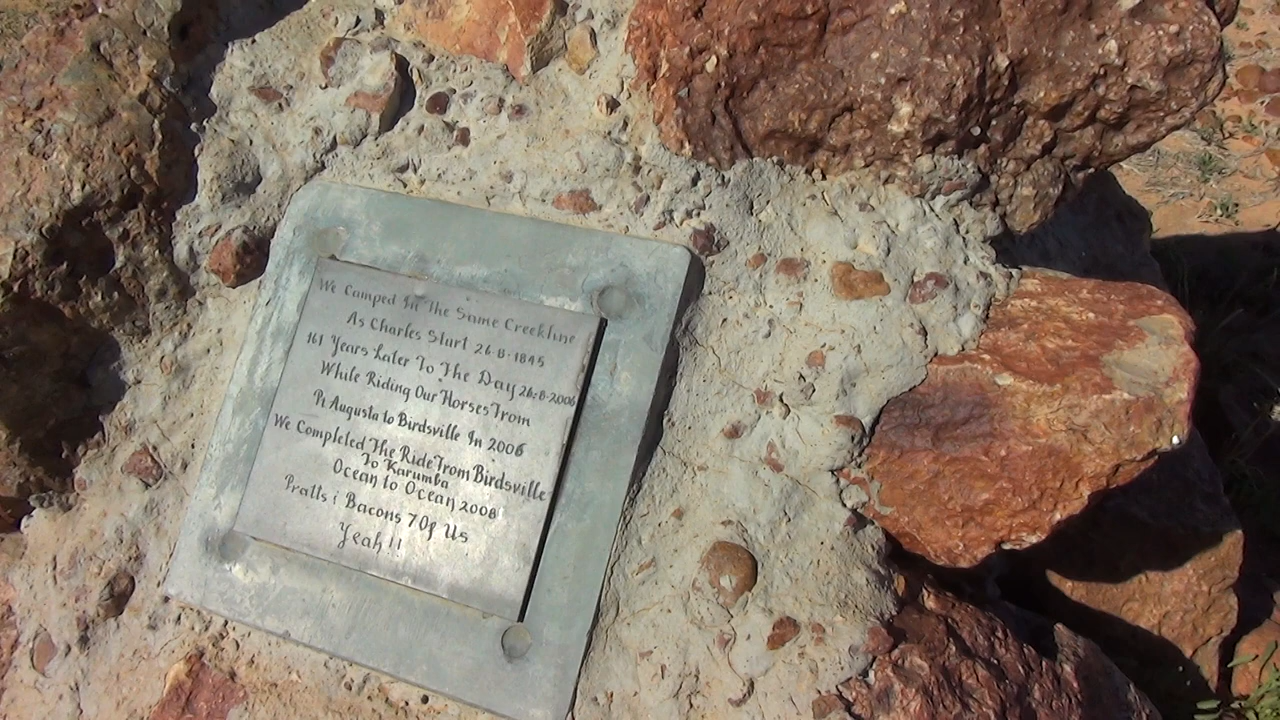 We Camped In The Same Creekline
As Charles Sturt 26·8·1845
161 Years Later To The Day 26·8·2006
While Riding Our Horses From
Pt Augusta to Birdsville In 2006
We Completed The Ride From Birdsville
To Karumba
Ocean to Ocean 2008
Pratts & Bacons 7 Of Us
Yeah!!